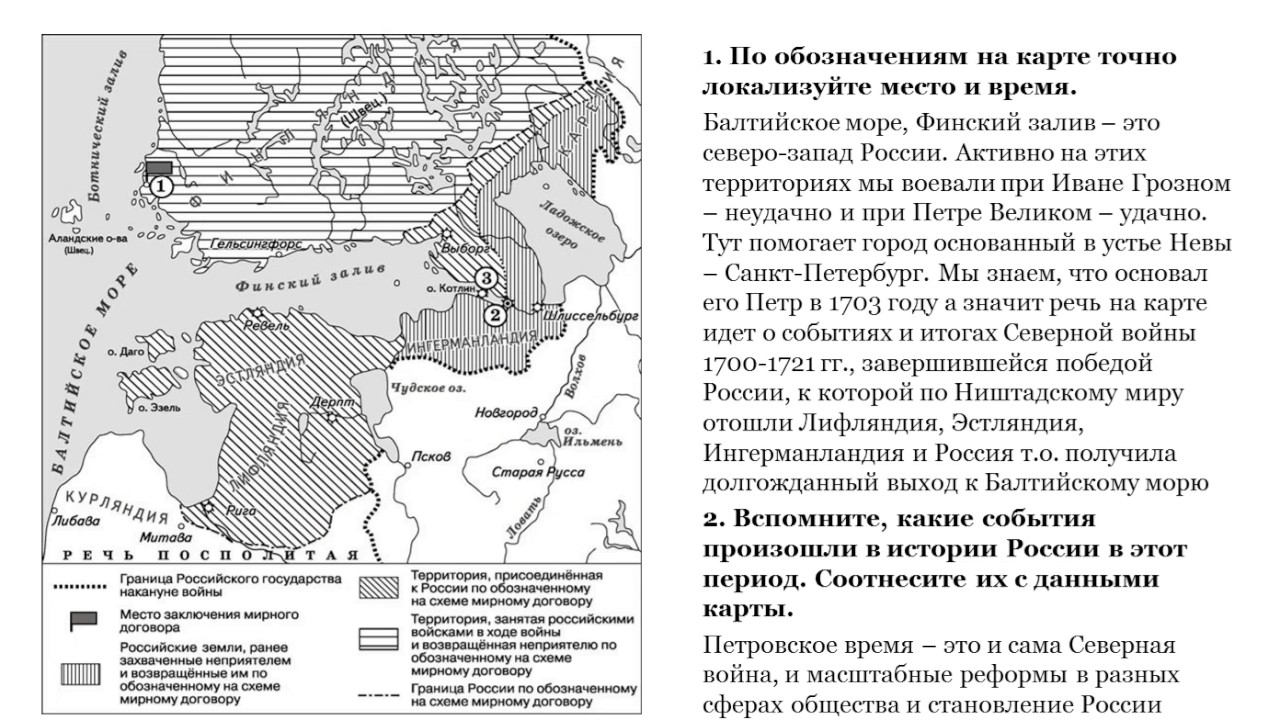 Ботнический залив
ФИНЛЯНДИЯ
(Швец.)
КАРЕЛИЯ
1
Ладожское
озеро
Аландские о-ва
(Швец.)
Гельсингфорс
Выборг
Финский залив
3
о. Котлин
2
Шлиссельбург
БАЛТИЙСКОЕ МОРЕ
Ревель
ИНГЕРМАНЛАНДИЯ
о. Даго
ЭСТЛЯНДИЯ
Чудское оз.
Волхов
о. Эзель
Дерпт
Новгород
оз.
Ильмень
ЛИФЛЯНДИЯ
Псков
Старая Русса
КУРЛЯНДИЯ
Рига
Ловать
Либава
Митава
РЕЧЬ ПОСПОЛИТАЯ
Граница Российского государства
накануне войны
Место заключения мирного
договора
Российские земли, ранее
захваченные неприятелем
и возвращённые им по
обозначенному на схеме
мирному договору
Территория, присоединённая
к России по обозначенному
на схеме мирному договору
Территория, занятая российскими
войсками в ходе войны
и возвращённая неприятелю по
обозначенному на схеме
мирному договору
Граница России по обозначенному
на схеме мирному договору
1. По обозначениям на карте точно
локализуйте место и время.
Балтийское море, Финский залив – это
северо-запад России. Активно на этих
территориях мы воевали при Иване Грозном
– неудачно и при Петре Великом – удачно.
Тут помогает город основанный в устье Невы
– Санкт-Петербург. Мы знаем, что основал
его Петр в 1703 году а значит речь на карте
идет о событиях и итогах Северной войны
1700-1721 гг., завершившейся победой
России, к которой по Ништадскому миру
отошли Лифляндия, Эстляндия,
Ингерманландия и Россия т.о. получила
долгожданный выход к Балтийскому морю
2. Вспомните, какие события
произошли в истории России в этот
период. Соотнесите их с данными
карты.
Петровское время – это и сама Северная
война, и масштабные реформы в разных
сферах общества и становление России